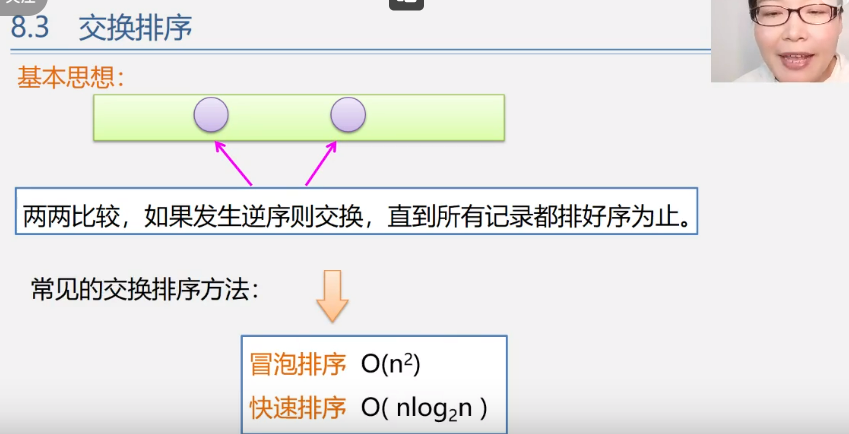 8.3 交换排序
基本思想：
两两比较，如果发生逆序则交换，直到所有记录都排好序为止。
常见的交换排序方法：
冒泡排序 O(n²)
快速排序 O( nlog₂n )